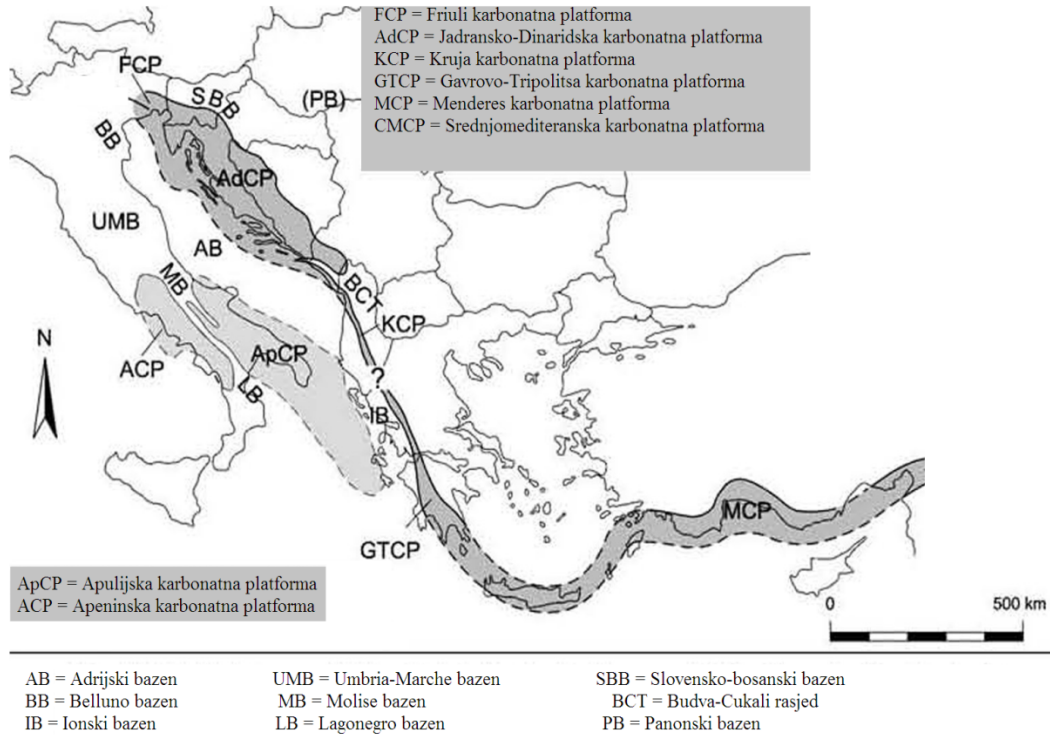 FCP = Friuli karbonatna platforma
AdCP = Jadransko-Dinaridska karbonatna platforma
KCP = Kruja karbonatna platforma
GTCP = Gavrovo-Tripolitsa karbonatna platforma
MCP = Menderes karbonatna platforma
CMCP = Srednjomediteranska karbonatna platforma
FCP
SBB
(PB)
BB
AdCP
UMB
AB
MB
BCT
KCP
N
ACP
ApCP
LB
?
IB
MCP
GTCP
ApCP = Apulijska karbonatna platforma
ACP = Apeninska karbonatna platforma
0 500 km
AB = Adrijski bazen UMB = Umbria-Marche bazen SBB = Slovensko-bosanski bazen
BB = Belluno bazen MB = Molise bazen BCT = Budva-Cukali rasjed
IB = Ionski bazen LB = Lagonegro bazen PB = Panonski bazen